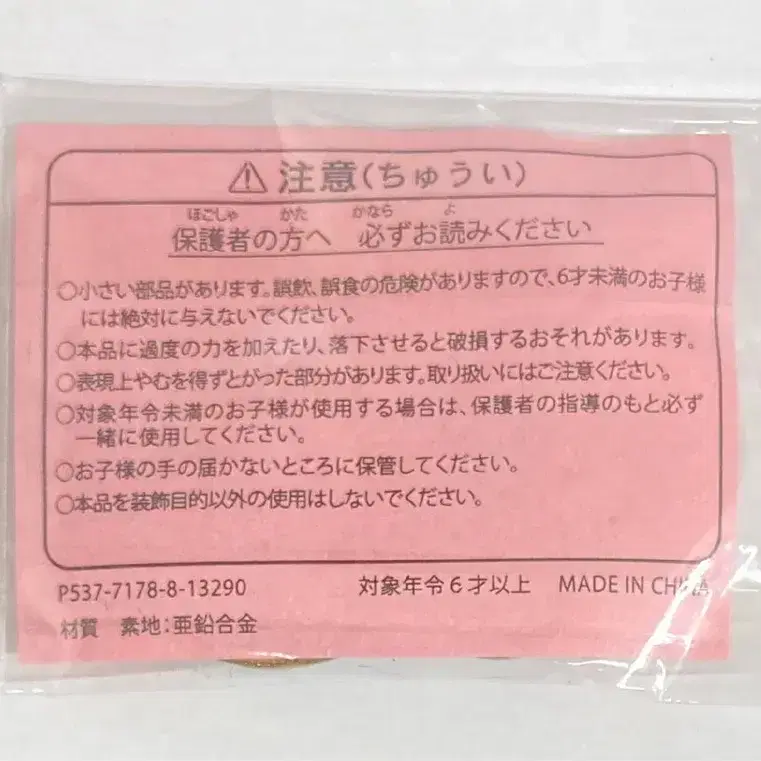 ⚠ 注意(ちゅうい)
ほごしゃ かた かなら よ
保護者の方へ 必ずお読みください
○小さい部品があります。誤飲、誤食の危険がありますので、6才未満のお子様
には絶対に与えないでください。
○本品に過度の力を加えたり、落下させると破損するおそれがあります。
○表現上やむを得ずとがった部分があります。取り扱いにはご注意ください。
○対象年令未満のお子様が使用する場合は、保護者の指導のもと必ず
一緒に使用してください。
○お子様の手の届かないところに保管してください。
○本品を装飾目的以外の使用はしないでください。
P537-7178-8-13290 対象年令6才以上 MADE IN CHINA
材質 素地:亜鉛合金